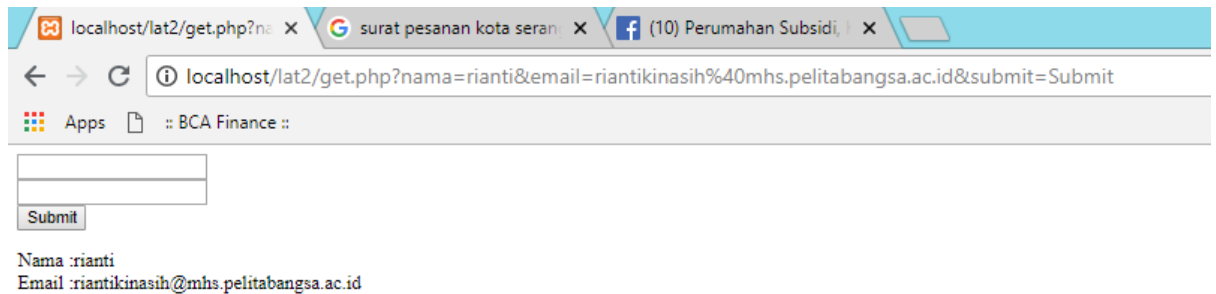 localhost/lat2/get.php?na
surat pesanan kota seran
(10) Perumahan Subsidi,
localhost/lat2/get.php?nama=rianti&email=riantikinasih%40mhs.pelitabangsa.ac.id&submit=Submit
Apps
:: BCA Finance ::
Submit
Nama :rianti
Email :riantikinasih@mhs.pelitabangsa.ac.id